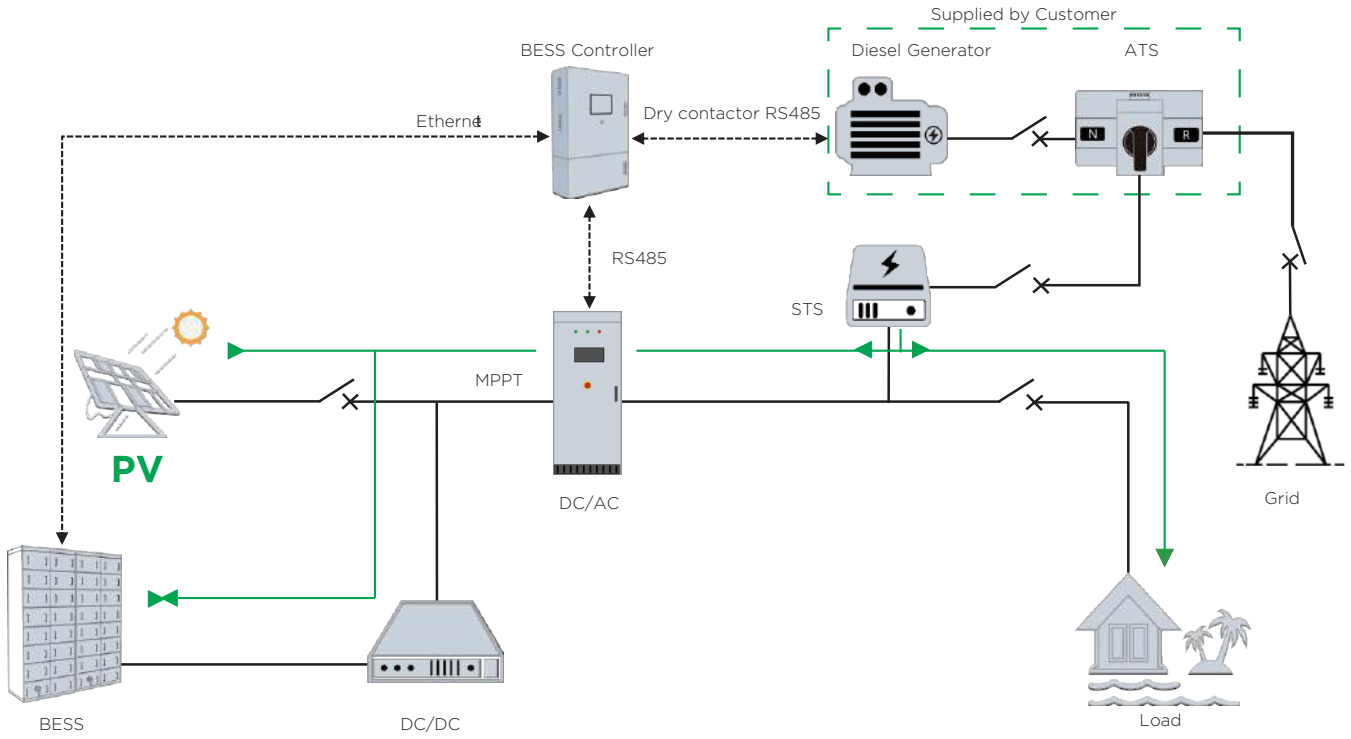 Supplied by Customer
BESS Controller
Diesel Generator
ATS
Ethernet
Dry contactor RS485
N
R
RS485
STS
MPPT
PV
DC/AC
Grid
BESS
DC/DC
Load